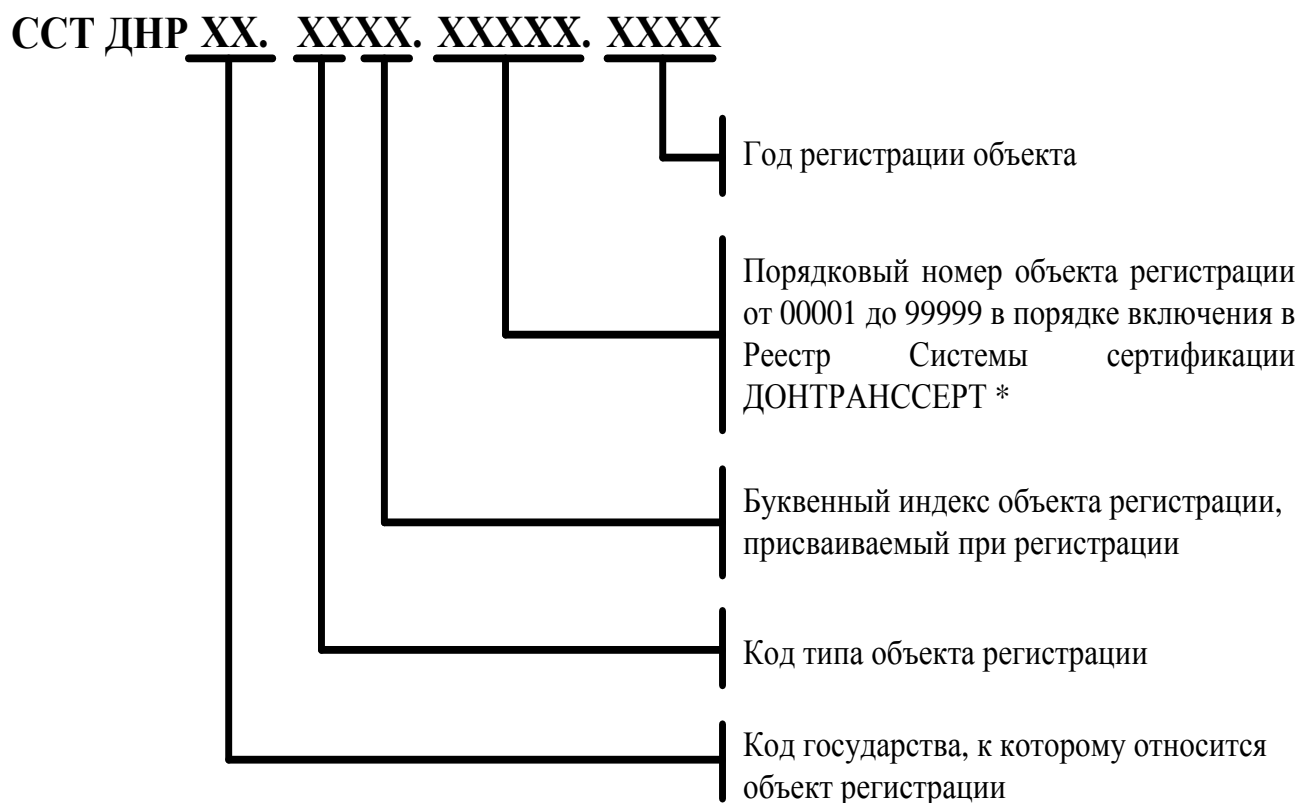 ССТ ДНР ХХ. ХХХХ. ХХХХХ. ХХХХ
Год регистрации объекта
Порядковый номер объекта регистрации
от 00001 до 99999 в порядке включения в
Реестр Системы сертификации
ДОНТРАНССЕРТ *
Буквенный индекс объекта регистрации,
присваиваемый при регистрации
Код типа объекта регистрации
Код государства, к которому относится
объект регистрации